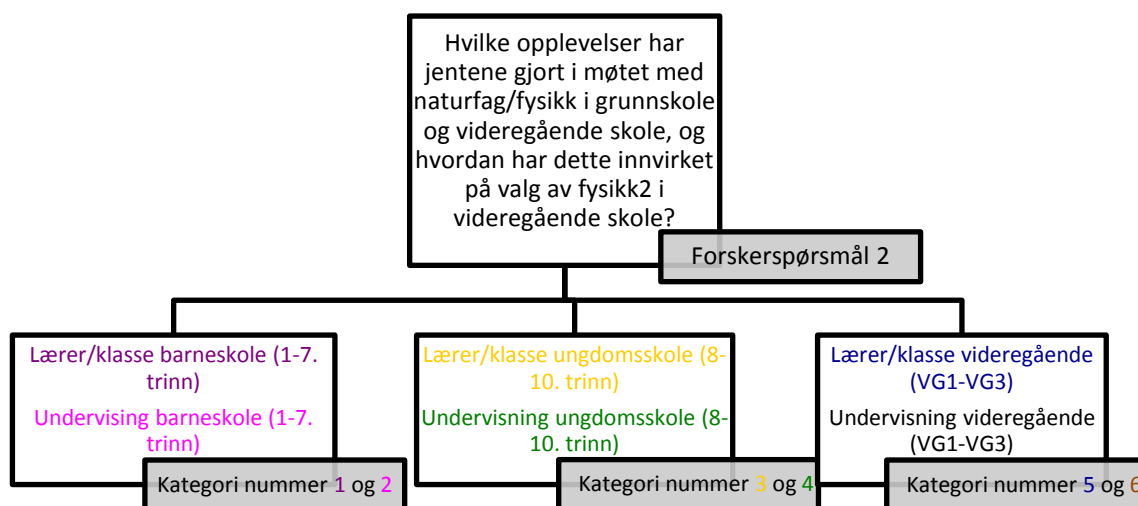 Hvilke opplevelser har
jentene gjort i møtet med
naturfag/fysikk i grunnskole
og videregående skole, og
hvordan har dette innvirket
på valg av fysikk2 i
videregående skole?
Forskerspørsmål 2
Lærer/klasse barneskole (1-7.
trinn)
Undervising barneskole (1-7.
trinn)
Kategori nummer 1 og 2
Lærer/klasse ungdomsskole (8-
10. trinn)
Undervisning ungdomsskole (8-
10. trinn)
Kategori nummer 3 og 4
Lærer/klasse videregående
(VG1-VG3)
Undervisning videregående
(VG1-VG3)
Kategori nummer 5 og 6